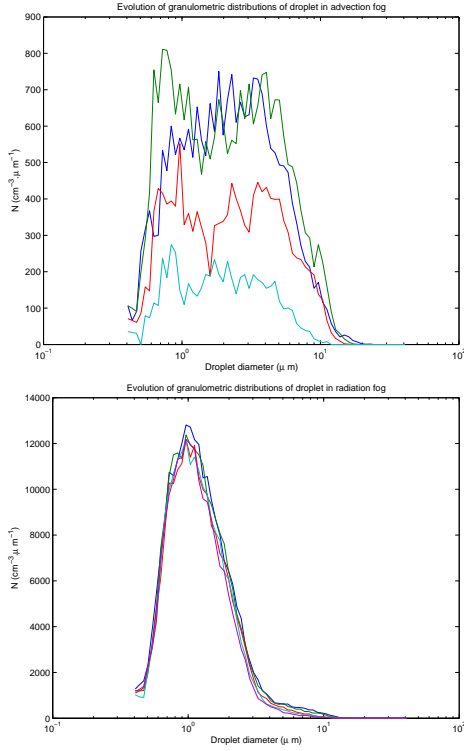 Evolution of granulometric distributions of droplet in advection fog
900
800
700
600
500
400
300
200
100
0
N (cm⁻³.μ m⁻¹)
10⁻¹ 10⁰ 10¹ 10²
Droplet diameter (μ m)
Evolution of granulometric distributions of droplet in radiation fog
14000
12000
10000
8000
6000
4000
2000
0
N (cm⁻³.μ m⁻¹)
10⁻¹ 10⁰ 10¹ 10²
Droplet diameter (μ m)